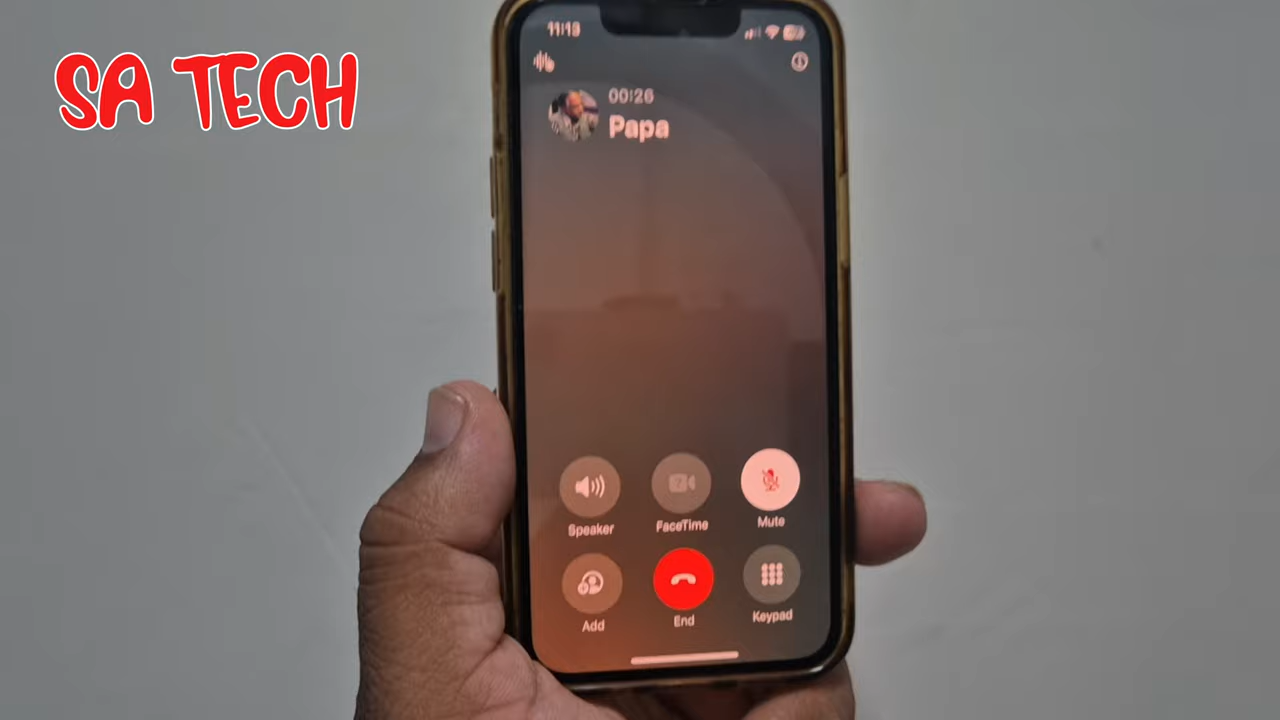 SA TECH
11:13
00:26
Papa
Speaker
FaceTime
Mute
Add
End
Keypad